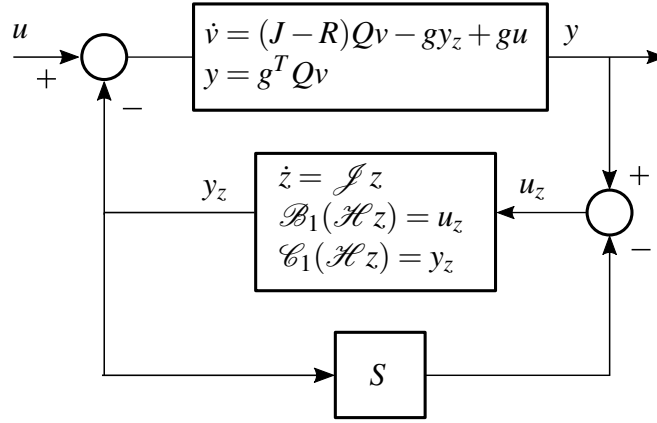 u
+
−
v̇ = (J − R)Qv − gy_z + gu
y = g^T Qv
y
y_z
ż = 𝒥 z
ℬ_1(ℋ z) = u_z
𝒞_1(ℋ z) = y_z
u_z
+
−
S